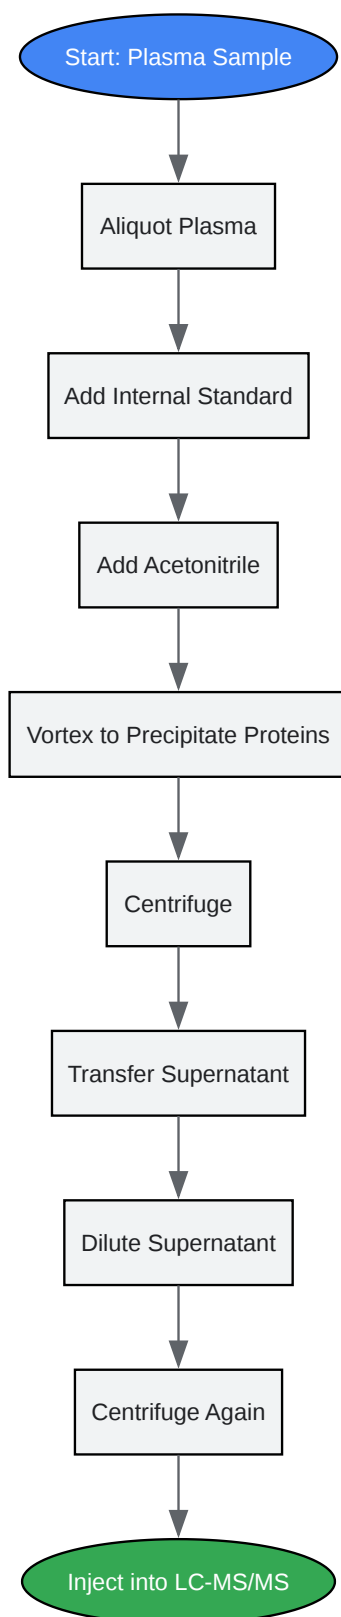 Start: Plasma Sample
Aliquot Plasma
Add Internal Standard
Add Acetonitrile
Vortex to Precipitate Proteins
Centrifuge
Transfer Supernatant
Dilute Supernatant
Centrifuge Again
Inject into LC-MS/MS